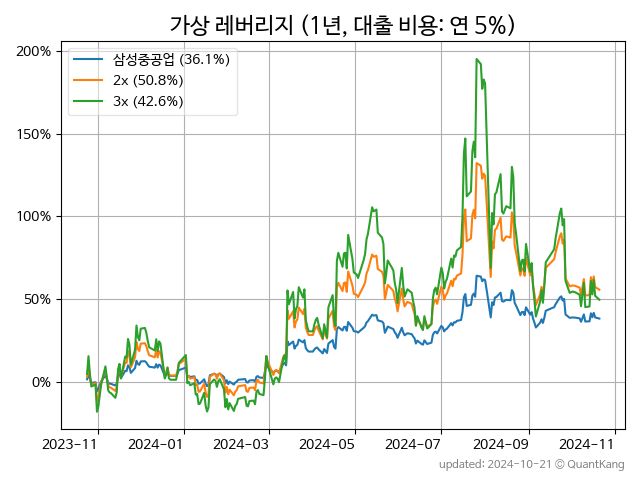 가상 레버리지 (1년, 대출 비용: 연 5%)
삼성중공업 (36.1%)
2x (50.8%)
3x (42.6%)
200%
150%
100%
50%
0%
2023-11 2024-01 2024-03 2024-05 2024-07 2024-09 2024-11
updated: 2024-10-21 © QuantKang